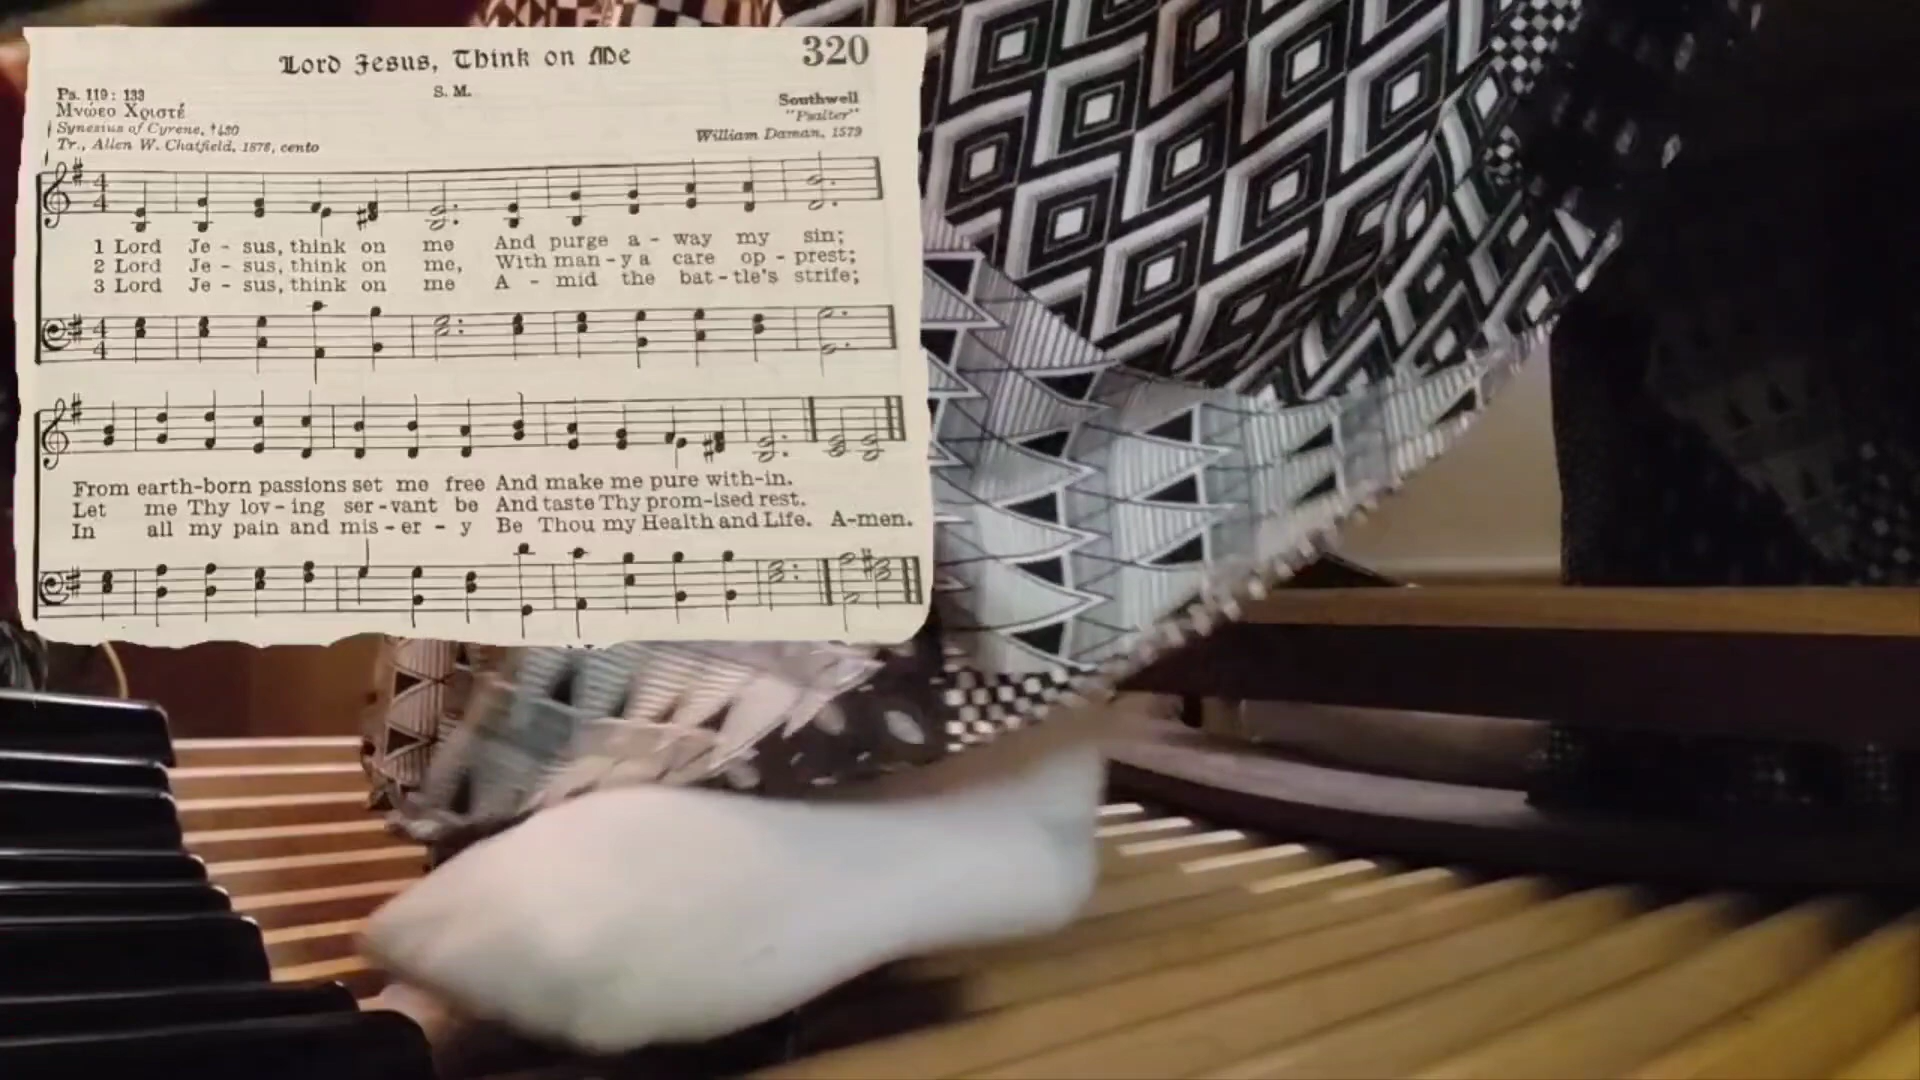 Lord Jesus, Think on Me
320
Ps. 119: 133
S. M.
Μνώεο Χριστέ
Synesius of Cyrene, †430
Tr., Allen W. Chatfield, 1876, cento
Southwell
"Psalter"
William Daman, 1579
1 Lord Je - sus, think on me And purge a - way my sin;
2 Lord Je - sus, think on me, With man - y a care op - prest;
3 Lord Je - sus, think on me A - mid the bat - tle's strife;
From earth-born passions set me free And make me pure with-in.
Let me Thy lov - ing ser - vant be And taste Thy prom-ised rest.
In all my pain and mis - er - y Be Thou my Health and Life. A-men.